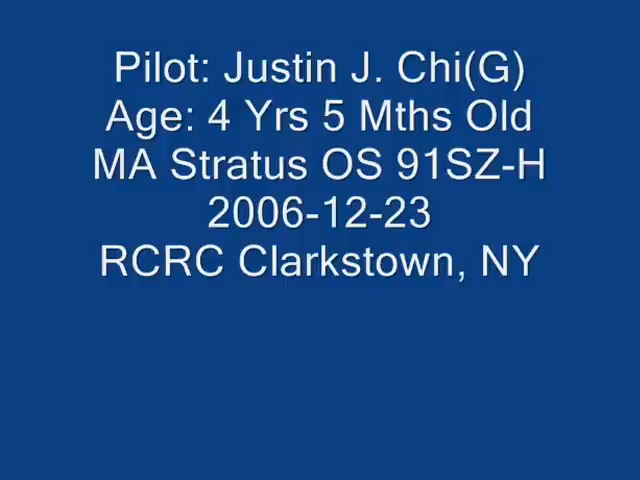 Pilot: Justin J. Chi(G)
Age: 4 Yrs 5 Mths Old
MA Stratus OS 91SZ-H
2006-12-23
RCRC Clarkstown, NY